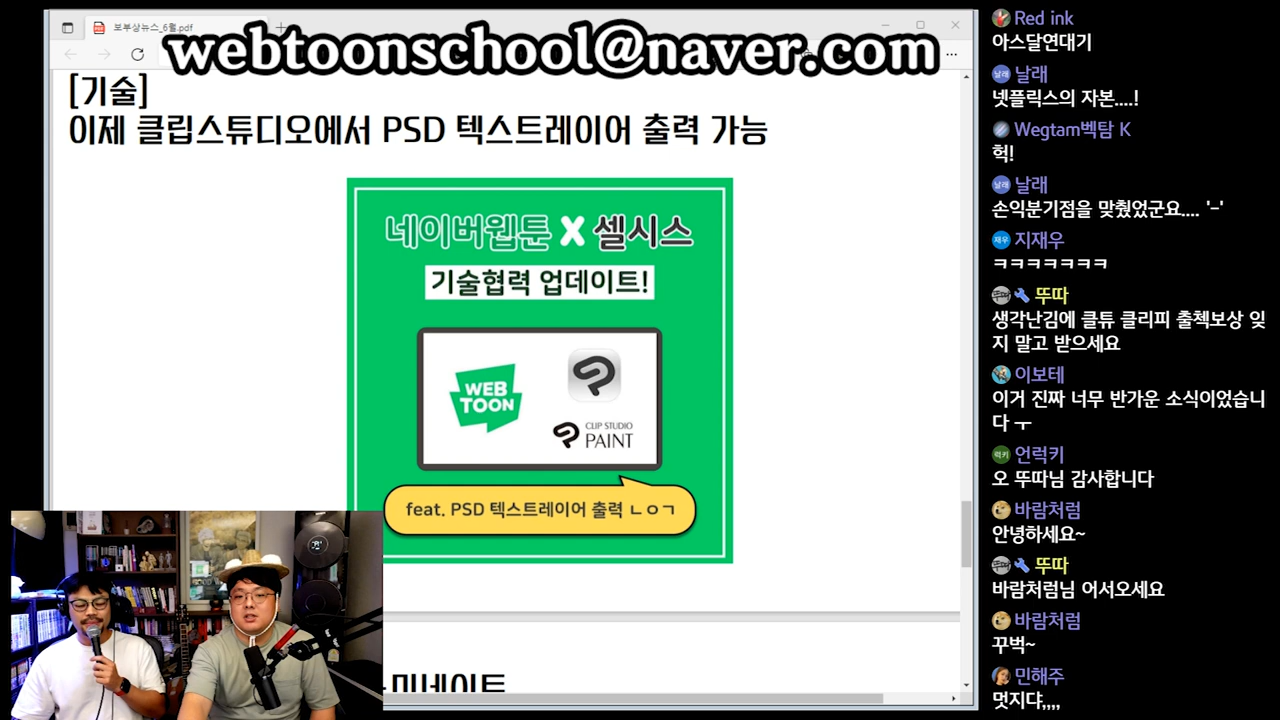 보부상뉴스_6월.pdf
webtoonschool@naver.com
[기술]
이제 클립스튜디오에서 PSD 텍스트레이어 출력 가능
네이버웹툰 X 셀시스
기술협력 업데이트!
WEB
TOON
CLIP STUDIO
PAINT
feat. PSD 텍스트레이어 출력 ㄴㅇㄱ
Red ink
아스달연대기
날래 날래
넷플릭스의 자본....!
Wegtam벡탐 K
헉!
날래 날래
손익분기점을 맞췄었군요.... '-'
재우 지재우
ㅋㅋㅋㅋㅋㅋㅋ
뚜따
생각난김에 클튜 클리피 출첵보상 잊
지 말고 받으세요
이보테
이거 진짜 너무 반가운 소식이었습니
다 ㅜ
럭키 언럭키
오 뚜따님 감사합니다
바람처럼
안녕하세요~
뚜따
바람처럼님 어서오세요
바람처럼
꾸벅~
민해주
멋지댜,,,,